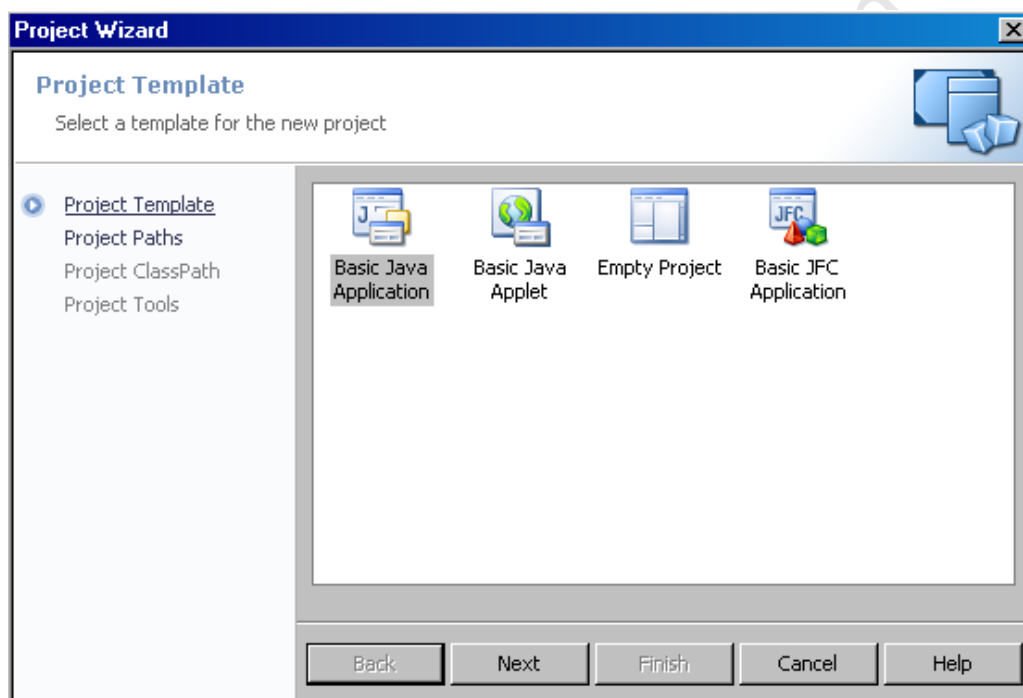 Project Wizard
Project Template
Select a template for the new project
Project Template
Project Paths
Project ClassPath
Project Tools
J
Basic Java
Application
Basic Java
Applet
Empty Project
JFC
Basic JFC
Application
Back
Next
Finish
Cancel
Help